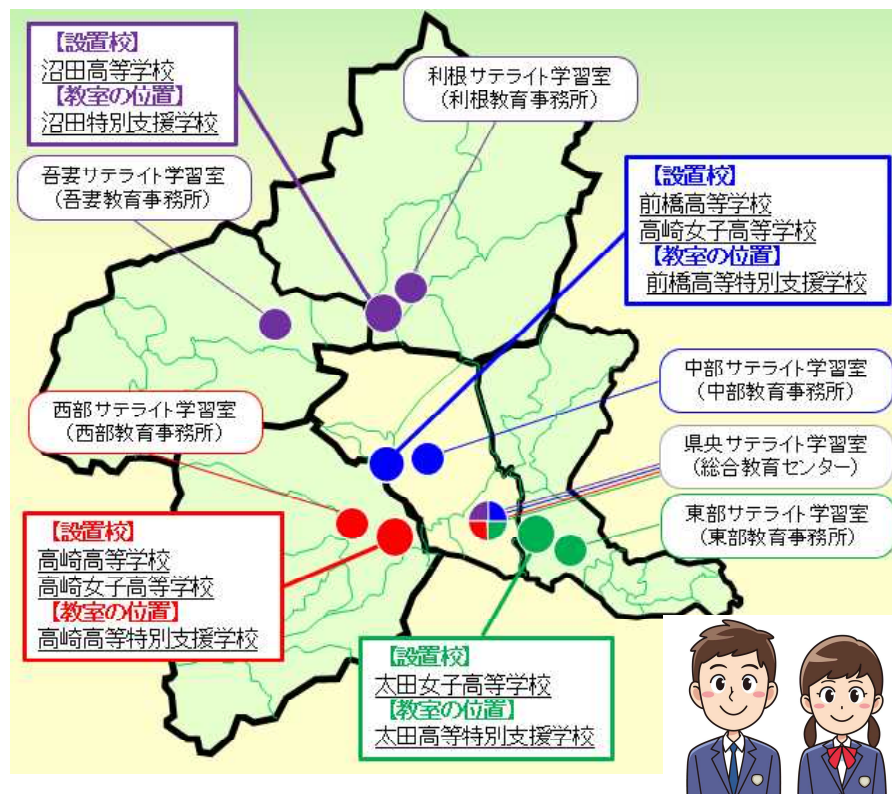 【設置校】
沼田高等学校
【教室の位置】
沼田特別支援学校
利根サテライト学習室
(利根教育事務所)
吾妻サテライト学習室
(吾妻教育事務所)
【設置校】
前橋高等学校
高崎女子高等学校
【教室の位置】
前橋高等特別支援学校
中部サテライト学習室
(中部教育事務所)
西部サテライト学習室
(西部教育事務所)
県央サテライト学習室
(総合教育センター)
東部サテライト学習室
(東部教育事務所)
【設置校】
高崎高等学校
高崎女子高等学校
【教室の位置】
高崎高等特別支援学校
【設置校】
太田女子高等学校
【教室の位置】
太田高等特別支援学校